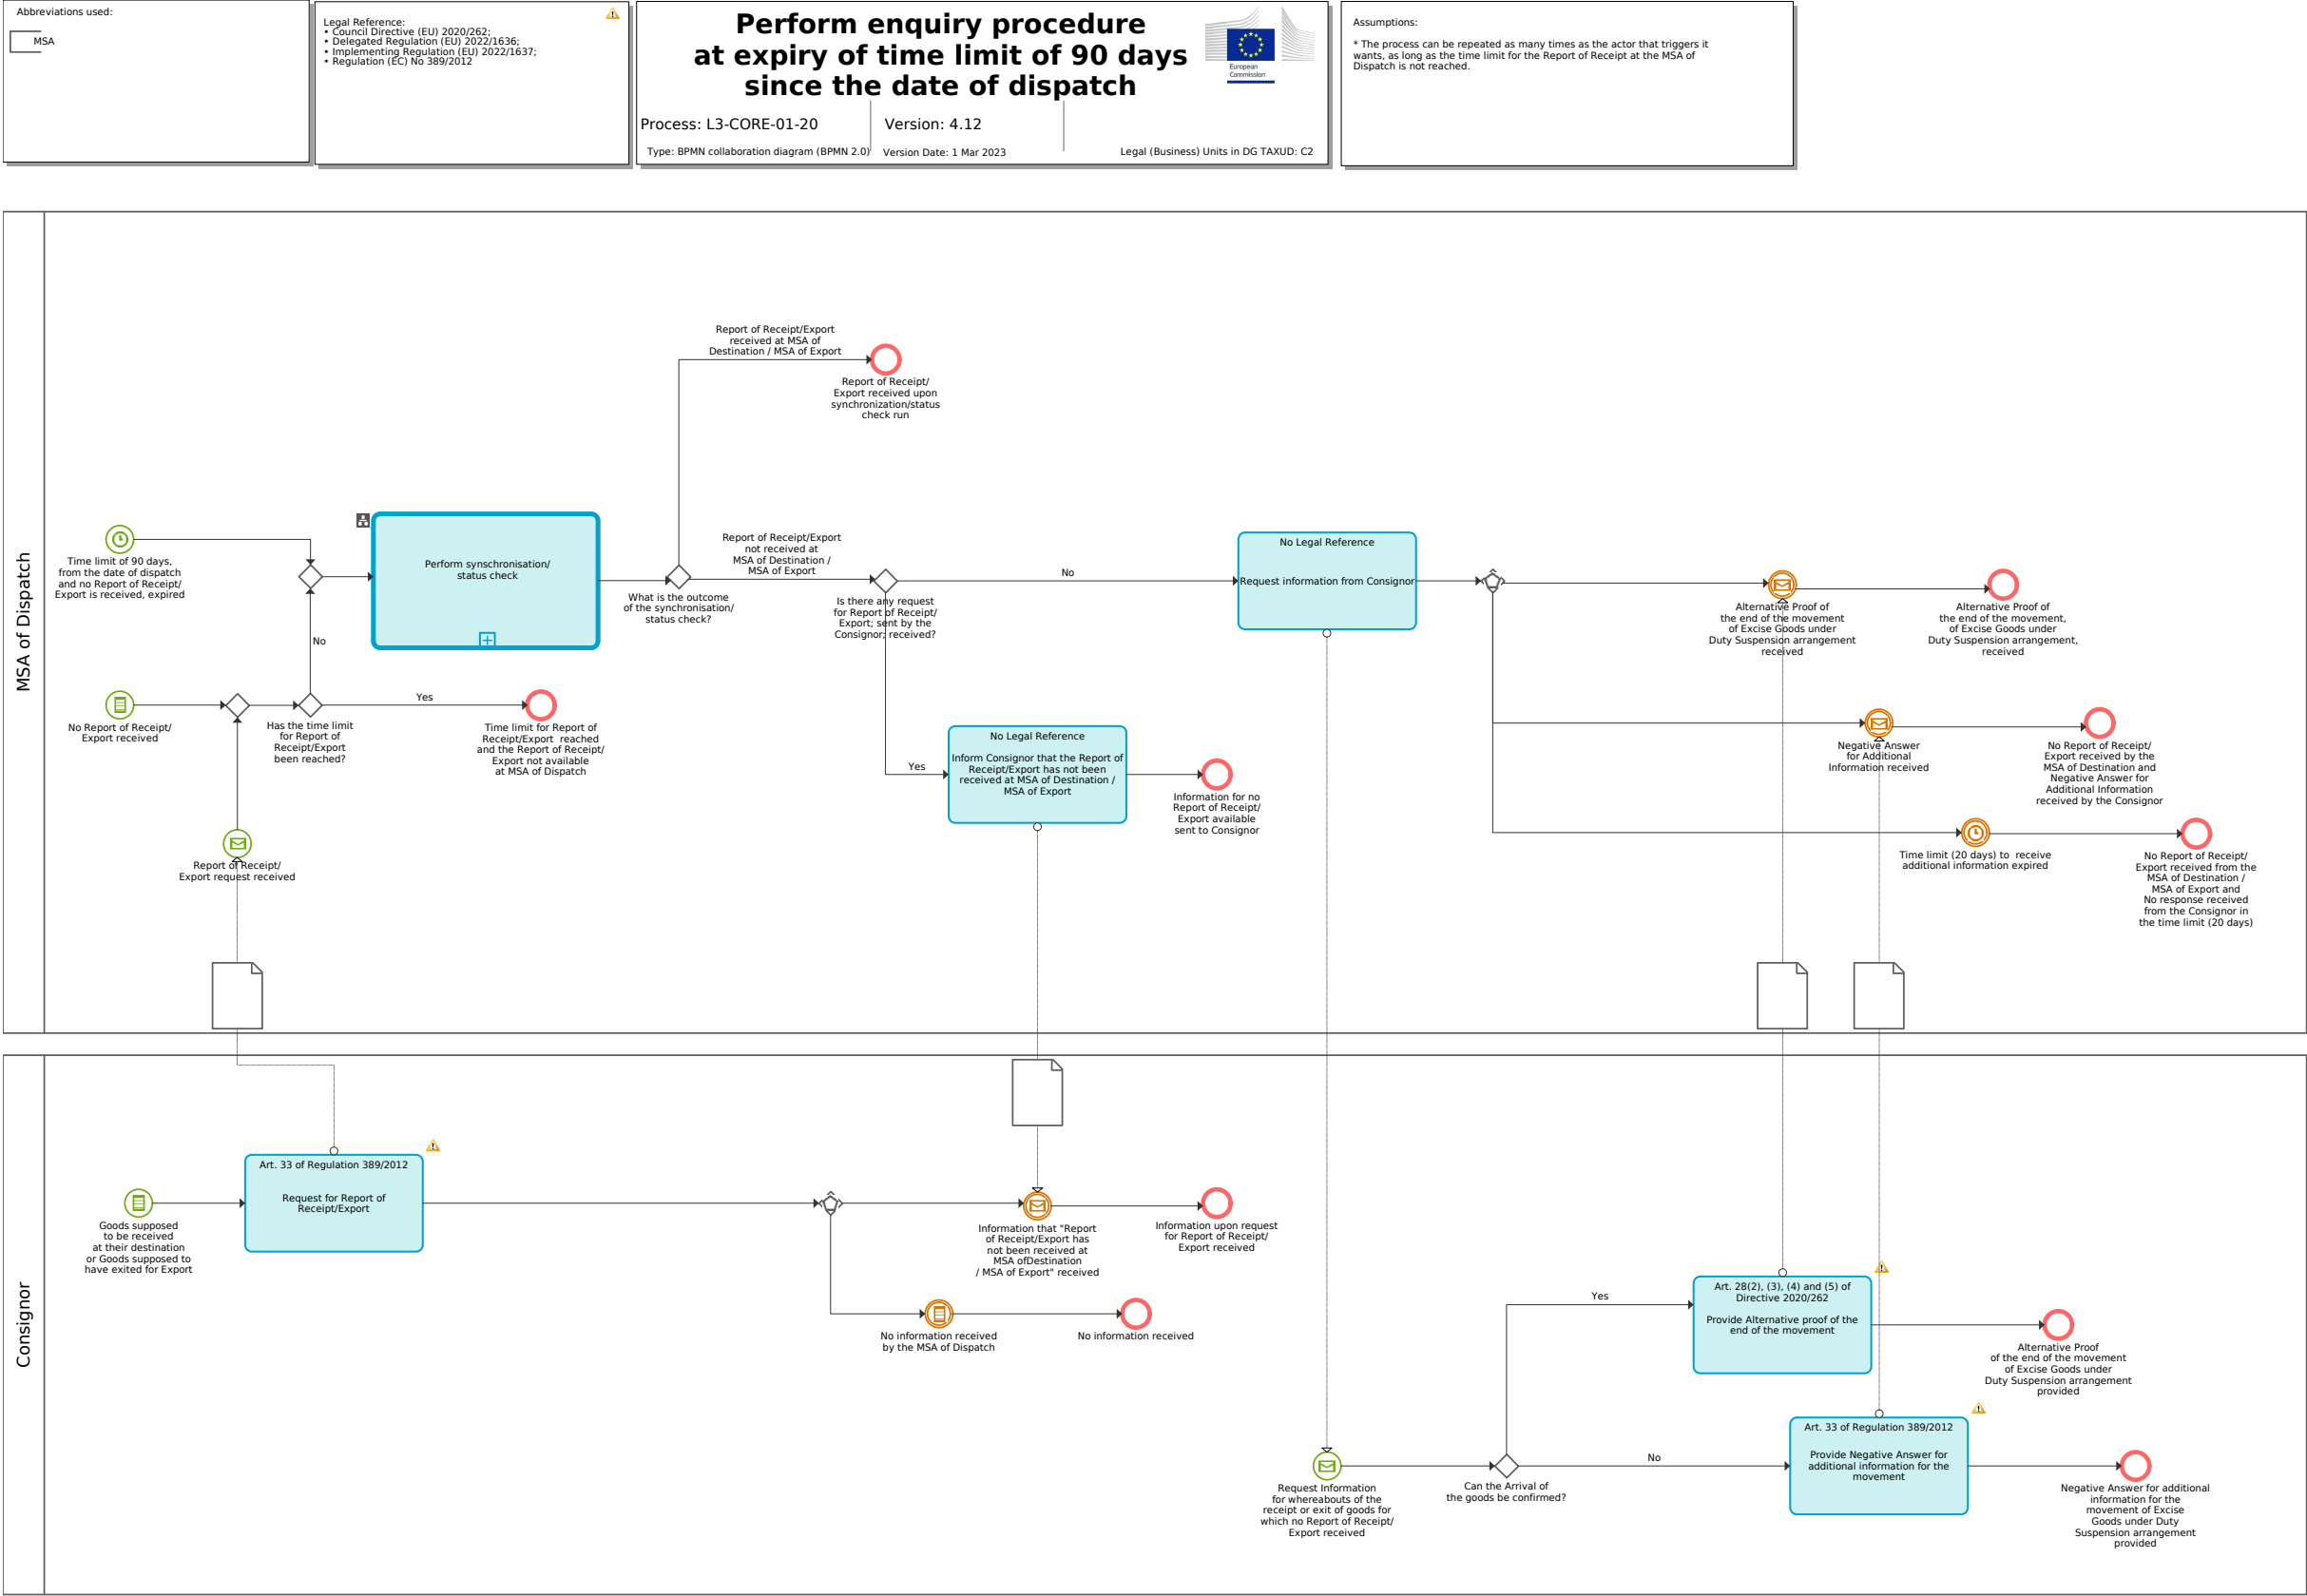 Abbreviations used:
MSA
Legal Reference:
• Council Directive (EU) 2020/262;
• Delegated Regulation (EU) 2022/1636;
• Implementing Regulation (EU) 2022/1637;
• Regulation (EC) No 389/2012
Perform enquiry procedure
at expiry of time limit of 90 days
since the date of dispatch
European
Commission
Process: L3-CORE-01-20
Version: 4.12
Type: BPMN collaboration diagram (BPMN 2.0)
Version Date: 1 Mar 2023
Legal (Business) Units in DG TAXUD: C2
Assumptions:
* The process can be repeated as many times as the actor that triggers it
wants, as long as the time limit for the Report of Receipt at the MSA of
Dispatch is not reached.
MSA of Dispatch
Report of Receipt/Export
received at MSA of
Destination / MSA of Export
Report of Receipt/
Export received upon
synchronization/status
check run
Time limit of 90 days,
from the date of dispatch
and no Report of Receipt/
Export is received, expired
Perform synschronisation/
status check
What is the outcome
of the synchronisation/
status check?
Report of Receipt/Export
not received at
MSA of Destination /
MSA of Export
Is there any request
for Report of Receipt/
Export; sent by the
Consignor; received?
No
No Legal Reference
Request information from Consignor
Alternative Proof of
the end of the movement
of Excise Goods under
Duty Suspension arrangement
received
Alternative Proof of
the end of the movement,
of Excise Goods under
Duty Suspension arrangement,
received
No
No Report of Receipt/
Export received
Has the time limit
for Report of
Receipt/Export
been reached?
Yes
Time limit for Report of
Receipt/Export  reached
and the Report of Receipt/
Export not available
at MSA of Dispatch
Yes
No Legal Reference
Inform Consignor that the Report of
Receipt/Export has not been
received at MSA of Destination /
MSA of Export
Information for no
Report of Receipt/
Export available
sent to Consignor
Negative Answer
for Additional
Information received
No Report of Receipt/
Export received by the
MSA of Destination and
Negative Answer for
Additional Information
received by the Consignor
Report of Receipt/
Export request received
Time limit (20 days) to  receive
additional information expired
No Report of Receipt/
Export received from the
MSA of Destination /
MSA of Export and
No response received
from the Consignor in
the time limit (20 days)
Consignor
Goods supposed
to be received
at their destination
or Goods supposed to
have exited for Export
Art. 33 of Regulation 389/2012
Request for Report of
Receipt/Export
Information that "Report
of Receipt/Export has
not been received at
MSA ofDestination
/ MSA of Export" received
Information upon request
for Report of Receipt/
Export received
No information received
by the MSA of Dispatch
No information received
Request Information
for whereabouts of the
receipt or exit of goods for
which no Report of Receipt/
Export received
Can the Arrival of
the goods be confirmed?
Yes
Art. 28(2), (3), (4) and (5) of
Directive 2020/262
Provide Alternative proof of the
end of the movement
Alternative Proof
of the end of the movement
of Excise Goods under
Duty Suspension arrangement
provided
No
Art. 33 of Regulation 389/2012
Provide Negative Answer for
additional information for the
movement
Negative Answer for additional
information for the
movement of Excise
Goods under Duty
Suspension arrangement
provided